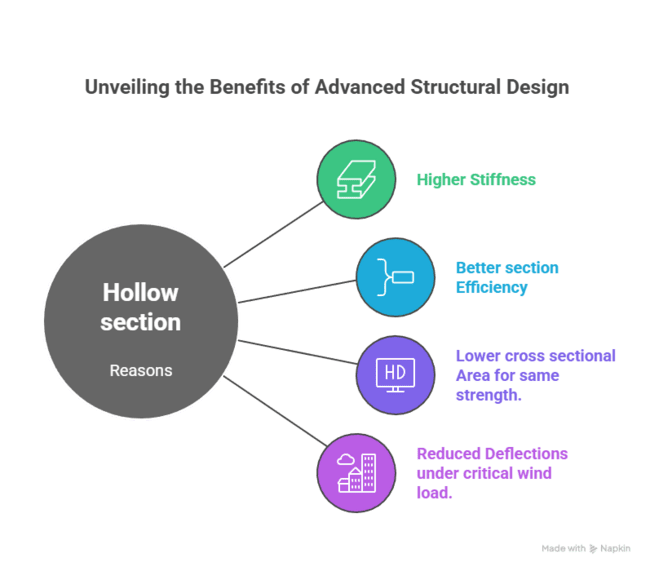 Unveiling the Benefits of Advanced Structural Design
Higher Stiffness
Hollow
section
Reasons
Better section
Efficiency
HD
Lower cross sectional
Area for same
strength.
Reduced Deflections
under critical wind
load.
Made with Napkin